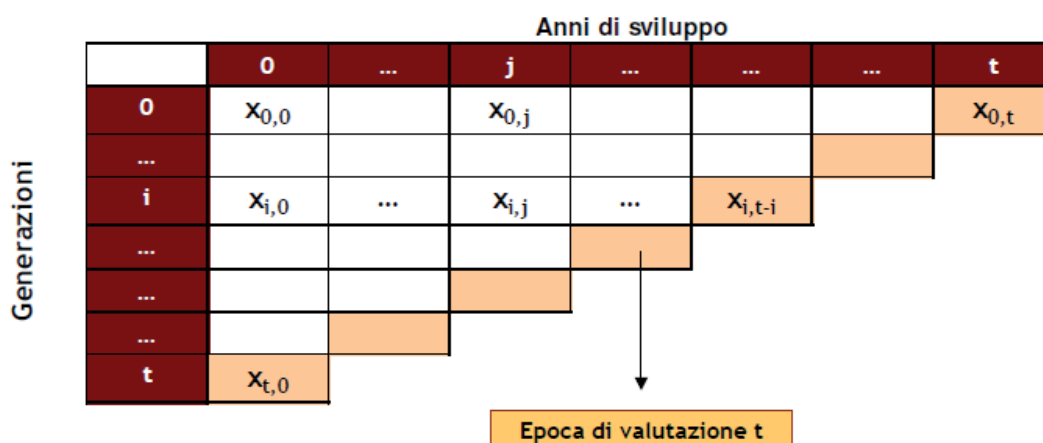 Anni di sviluppo
0 ... j ... ... ... t
0 x0,0 x0,j x0,t
...
Generazioni
i xi,0 ... xi,j ... xi,t-i
...
...
...
t xt,0
Epoca di valutazione t